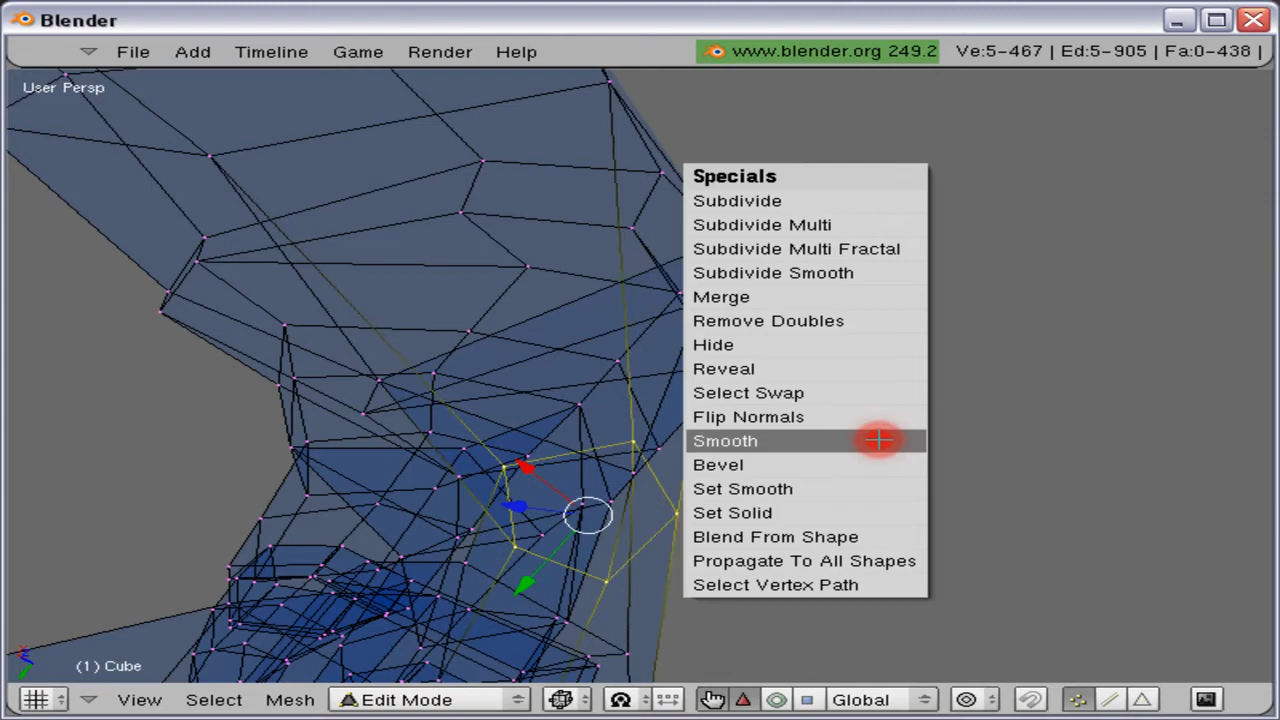 Blender
File Add Timeline Game Render Help
www.blender.org 249.2
Ve:5-467 | Ed:5-905 | Fa:0-438 |
User Persp
Specials
Subdivide
Subdivide Multi
Subdivide Multi Fractal
Subdivide Smooth
Merge
Remove Doubles
Hide
Reveal
Select Swap
Flip Normals
Smooth
Bevel
Set Smooth
Set Solid
Blend From Shape
Propagate To All Shapes
Select Vertex Path
(1) Cube
View Select Mesh Edit Mode Global